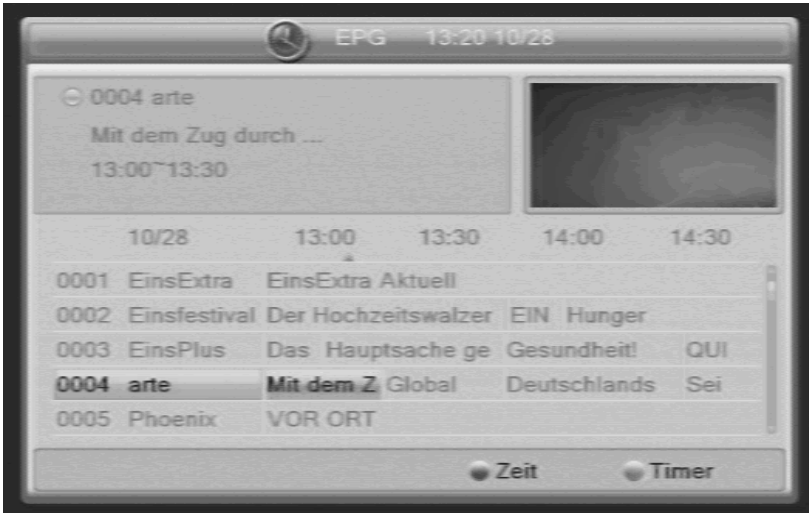 EPG 13:20 10/28
0004 arte
Mit dem Zug durch ...
13:00~13:30
10/28 13:00 13:30 14:00 14:30
0001 EinsExtra EinsExtra Aktuell
0002 Einsfestival Der Hochzeitswalzer EIN Hunger
0003 EinsPlus Das Hauptsache ge Gesundheit! QUI
0004 arte Mit dem Z Global Deutschlands Sei
0005 Phoenix VOR ORT
Zeit Timer